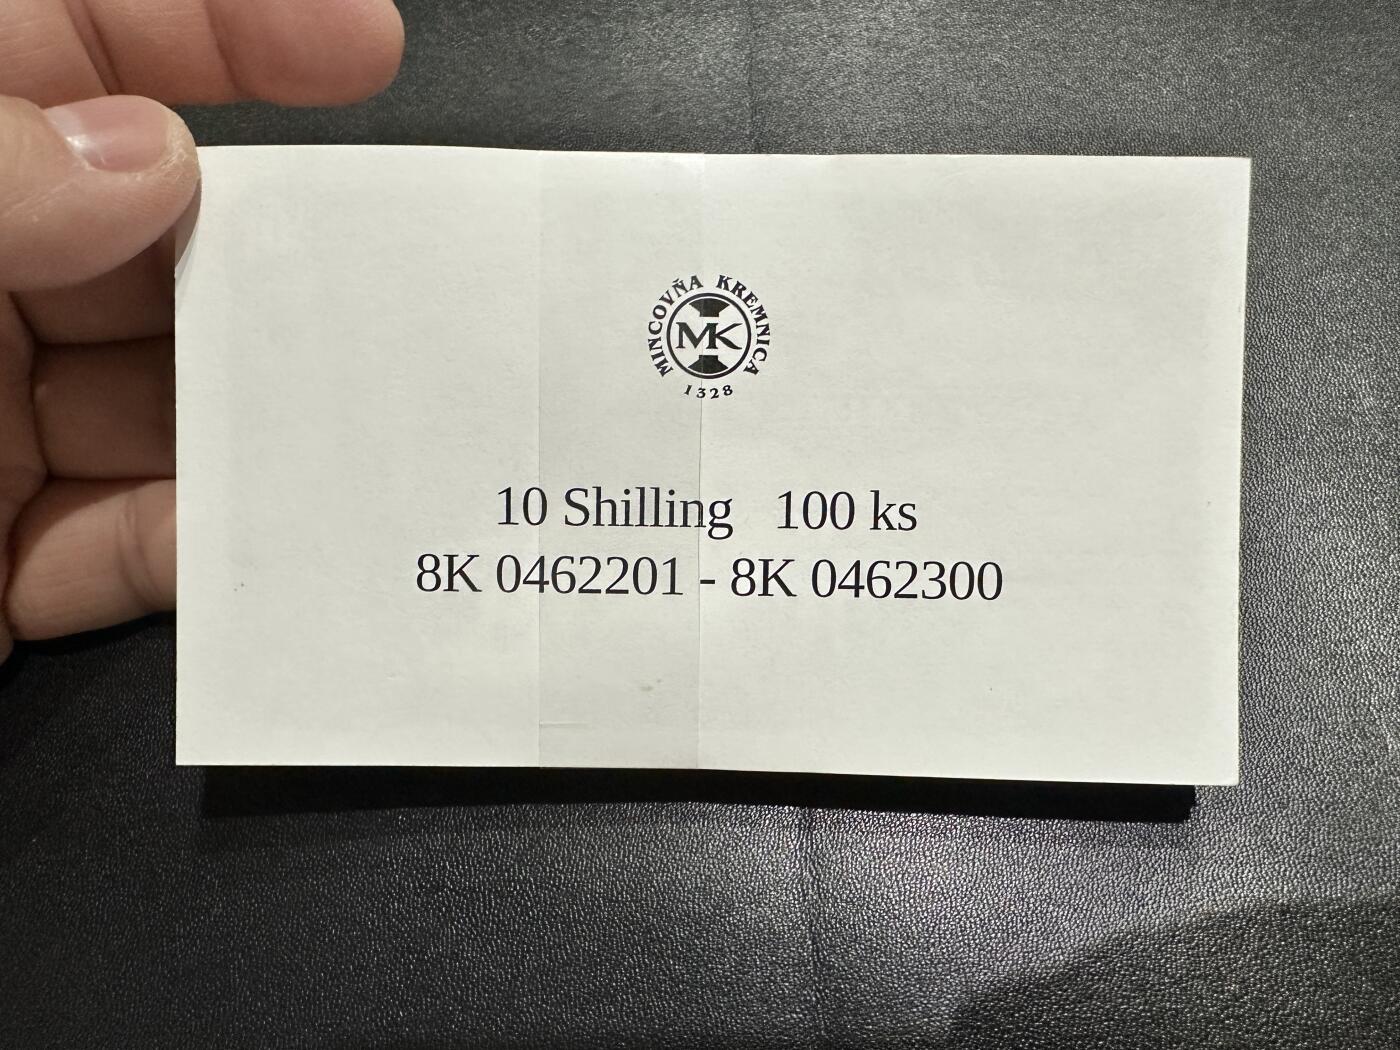 MINCOVŇA KREMNICA
MK
1328
10 Shilling 100 ks
8K 0462201 - 8K 0462300